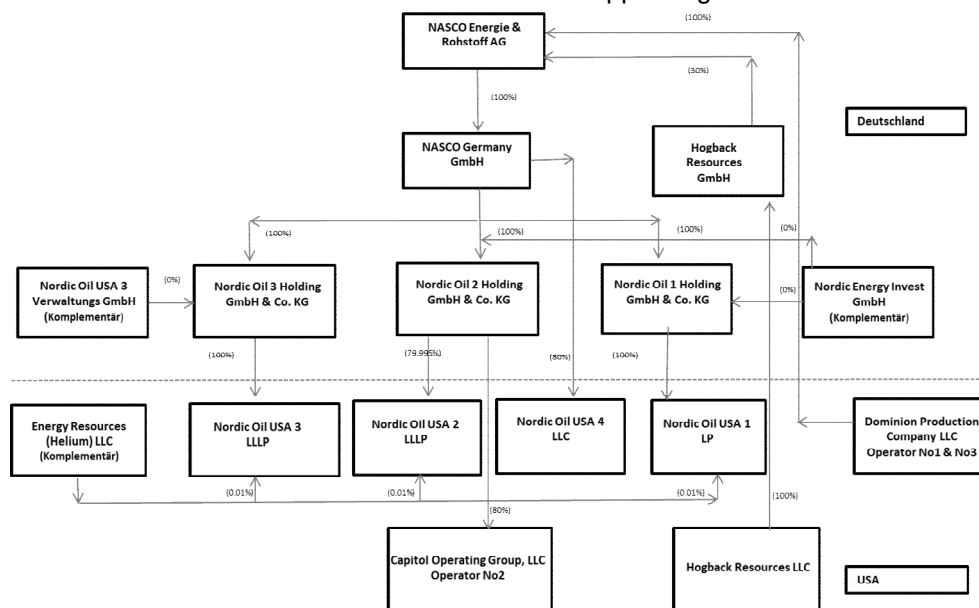 (100%)
NASCO Energie &
Rohstoff AG
(30%)
(100%)
Deutschland
NASCO Germany
GmbH
Hogback
Resources
GmbH
(80%)
(100%)
(100%)
(100%)
(0%)
Nordic Oil USA 3
Verwaltungs GmbH
(Komplementär)
(0%)
Nordic Oil 3 Holding
GmbH & Co. KG
Nordic Oil 2 Holding
GmbH & Co. KG
Nordic Oil 1 Holding
GmbH & Co. KG
(0%)
Nordic Energy Invest
GmbH
(Komplementär)
(100%)
(79.995%)
(80%)
(100%)
Energy Resources
(Helium) LLC
(Komplementär)
Nordic Oil USA 3
LLLP
Nordic Oil USA 2
LLLP
Nordic Oil USA 4
LLC
Nordic Oil USA 1
LP
Dominion Production
Company LLC
Operator No1 & No3
(0.01%)
(0.01%)
(0.01%)
(100%)
(80%)
Capitol Operating Group, LLC
Operator No2
Hogback Resources LLC
USA